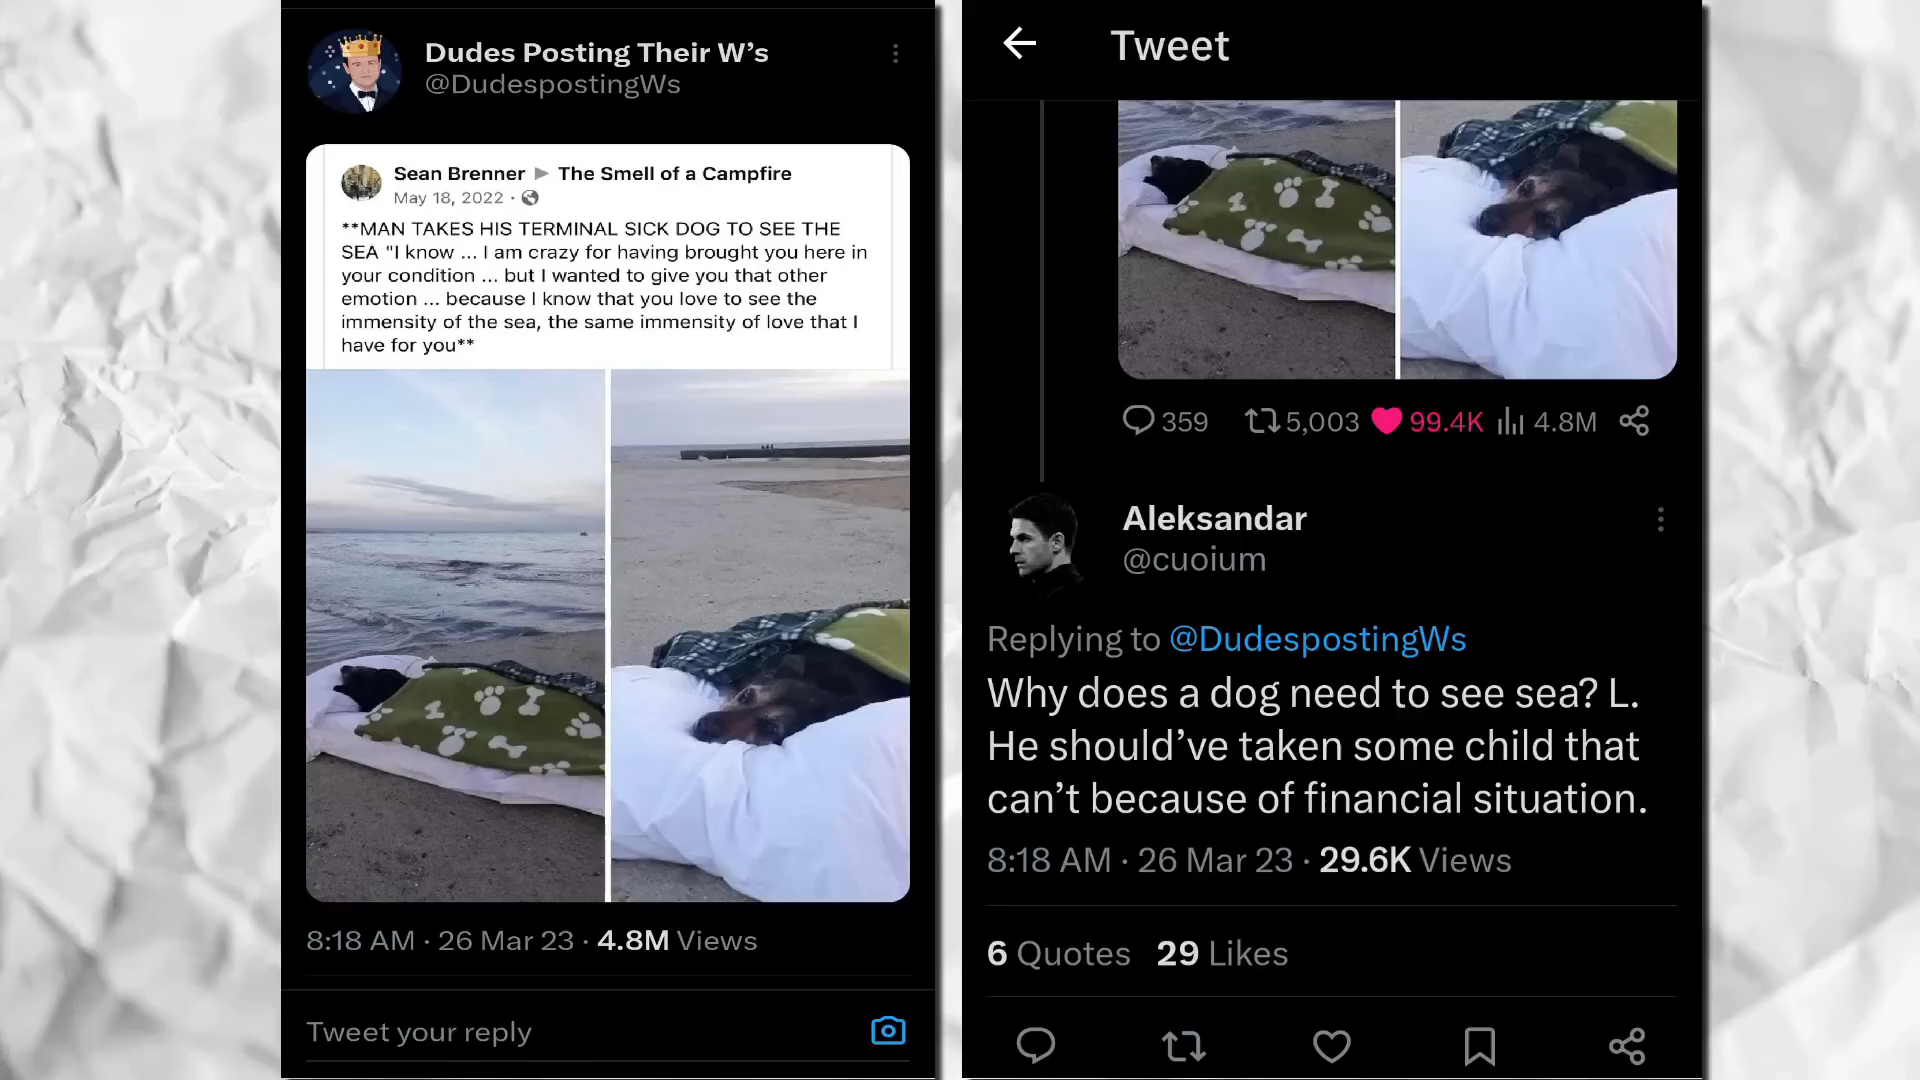 Dudes Posting Their W’s
@DudespostingWs
Sean Brenner ▶ The Smell of a Campfire
May 18, 2022 ·
**MAN TAKES HIS TERMINAL SICK DOG TO SEE THE
SEA "I know ... I am crazy for having brought you here in
your condition ... but I wanted to give you that other
emotion ... because I know that you love to see the
immensity of the sea, the same immensity of love that I
have for you**
8:18 AM · 26 Mar 23 · 4.8M Views
Tweet your reply
Tweet
359 5,003 99.4K 4.8M
Aleksandar
@cuoium
Replying to @DudespostingWs
Why does a dog need to see sea? L.
He should’ve taken some child that
can’t because of financial situation.
8:18 AM · 26 Mar 23 · 29.6K Views
6 Quotes 29 Likes